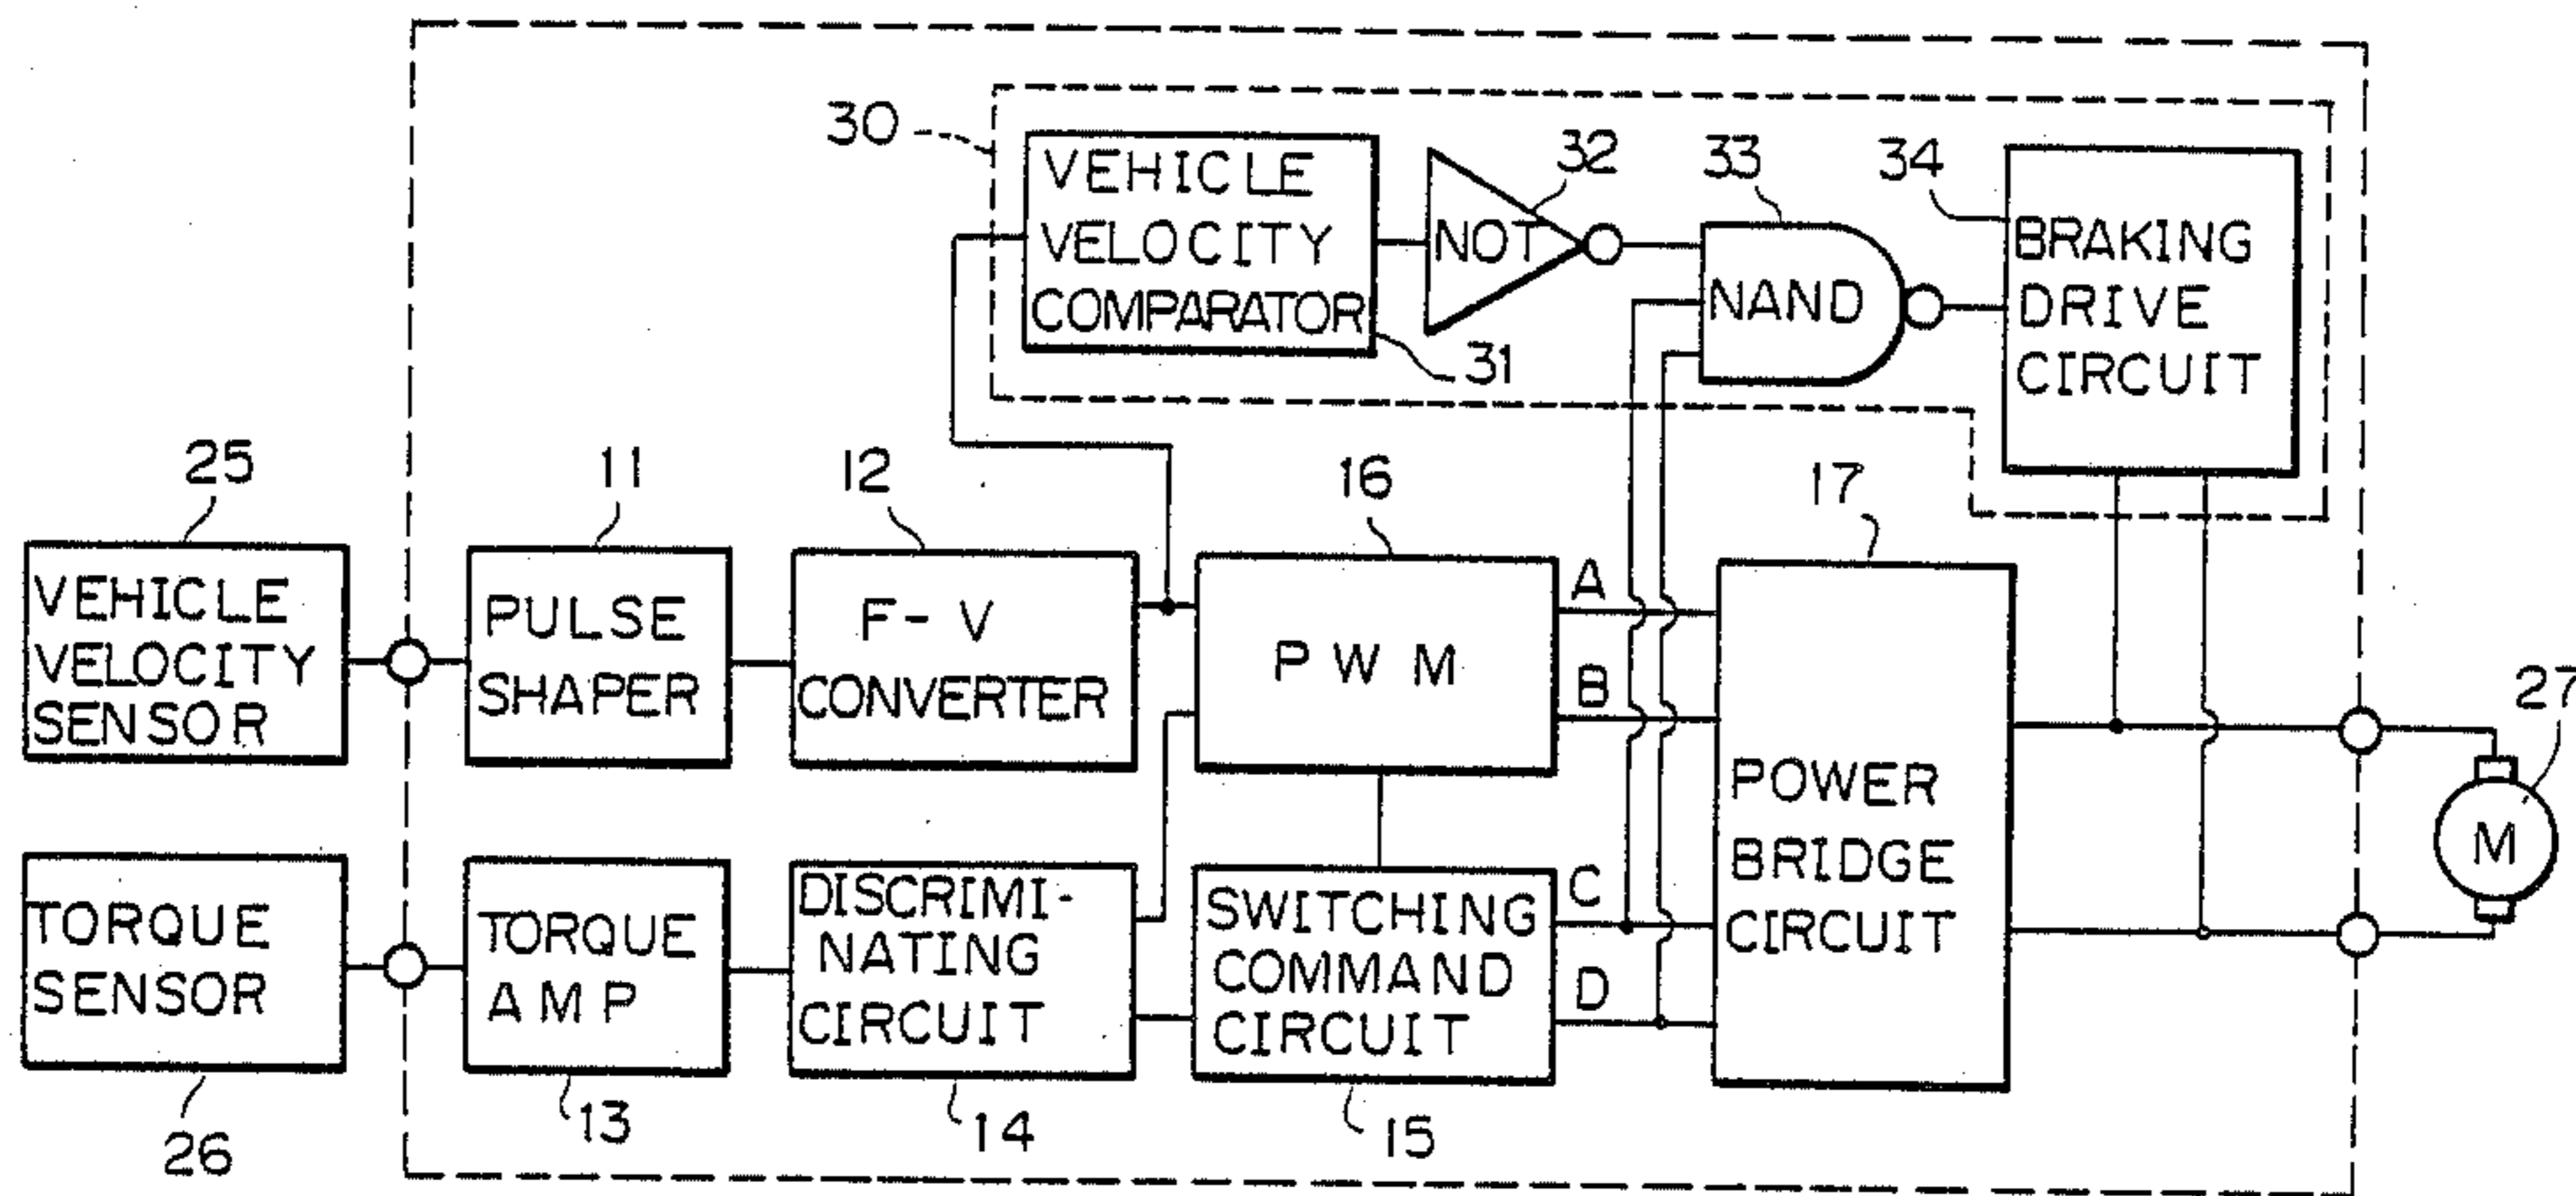 30
VEHICLE
VELOCITY
COMPARATOR
31
NOT
32
33
NAND
34
BRAKING
DRIVE
CIRCUIT
25
VEHICLE
VELOCITY
SENSOR
11
PULSE
SHAPER
12
F-V
CONVERTER
16
PWM
A
B
17
POWER
BRIDGE
CIRCUIT
27
M
TORQUE
SENSOR
26
TORQUE
AMP
13
DISCRIMI-
NATING
CIRCUIT
14
SWITCHING
COMMAND
CIRCUIT
15
C
D